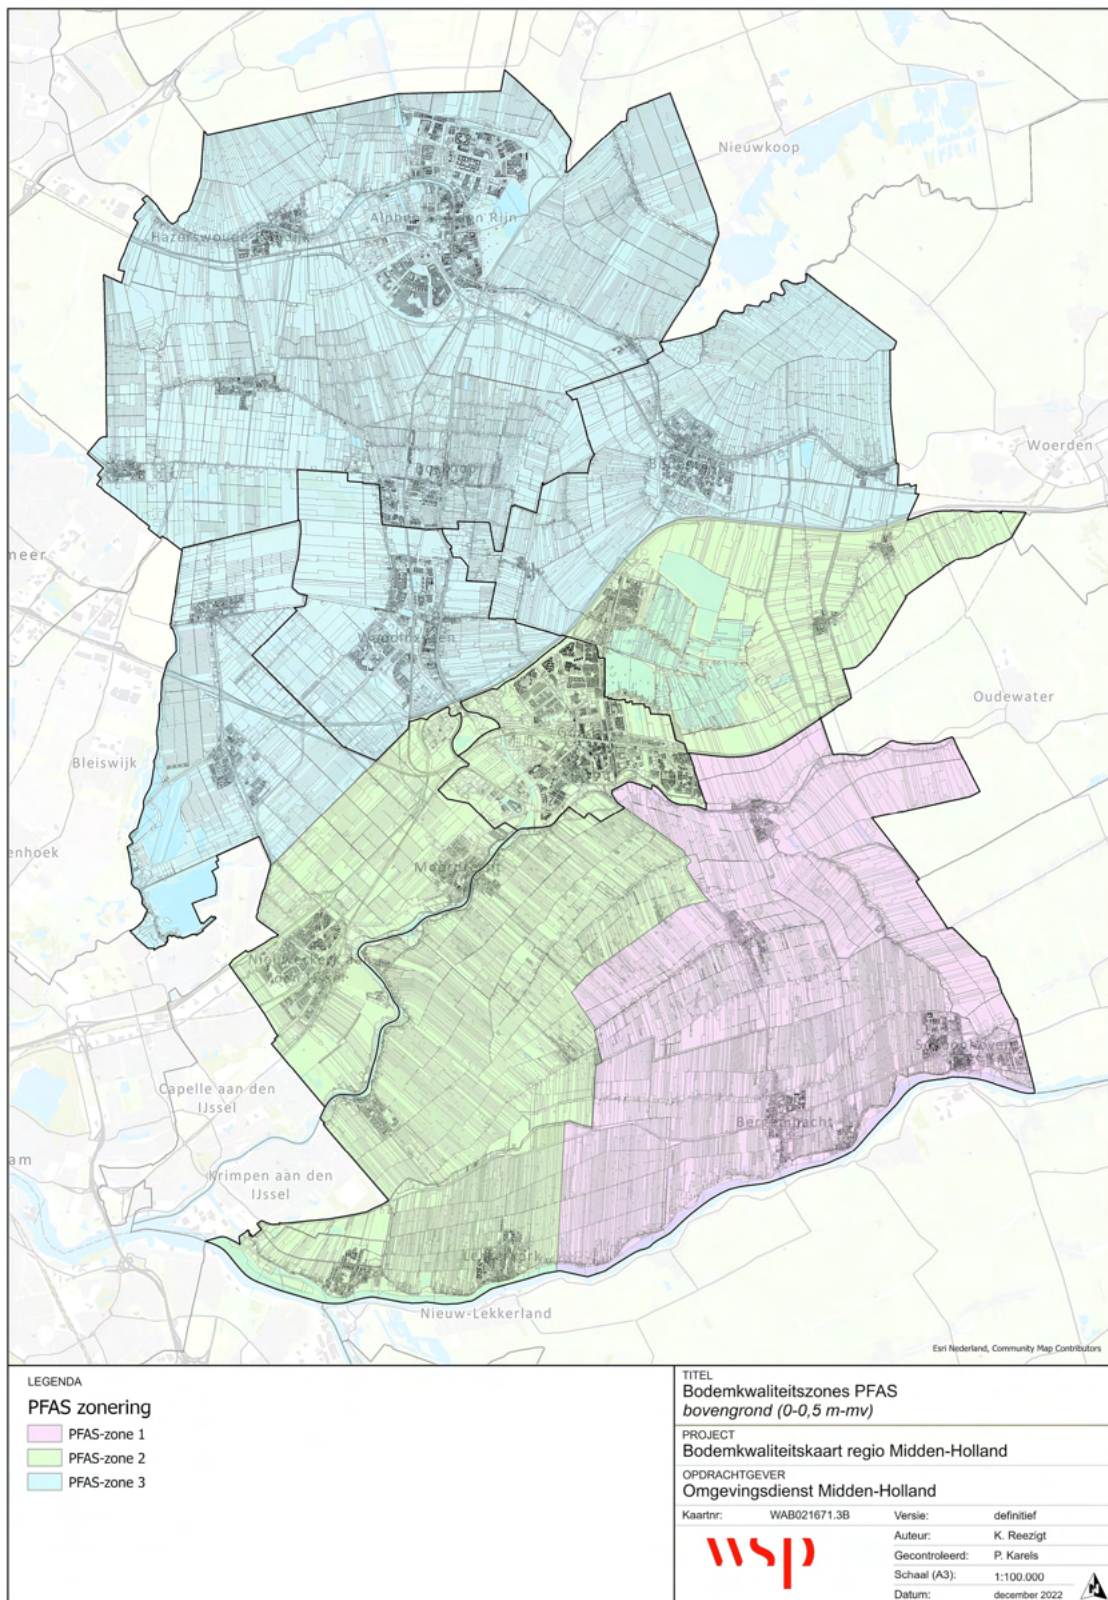 Nieuwkoop
Alphen aan den Rijn
Hazerswoude-Rijndijk
Woerden
Boskoop
meer
Waddinxveen
Oudewater
Bleiswijk
enhoek
Bergambacht
Capelle aan den
IJssel
am
Krimpen aan den
IJssel
Lekkerkerk
Nieuw-Lekkerland
Esri Nederland, Community Map Contributors
LEGENDA
PFAS zonering
PFAS-zone 1
PFAS-zone 2
PFAS-zone 3
TITEL
Bodemkwaliteitszones PFAS
bovengrond (0-0,5 m-mv)
PROJECT
Bodemkwaliteitskaart regio Midden-Holland
OPDRACHTGEVER
Omgevingsdienst Midden-Holland
Kaartnr: WAB021671.3B Versie: definitief
Auteur: K. Reezigt
Gecontroleerd: P. Karels
Schaal (A3): 1:100.000
Datum: december 2022
wsp